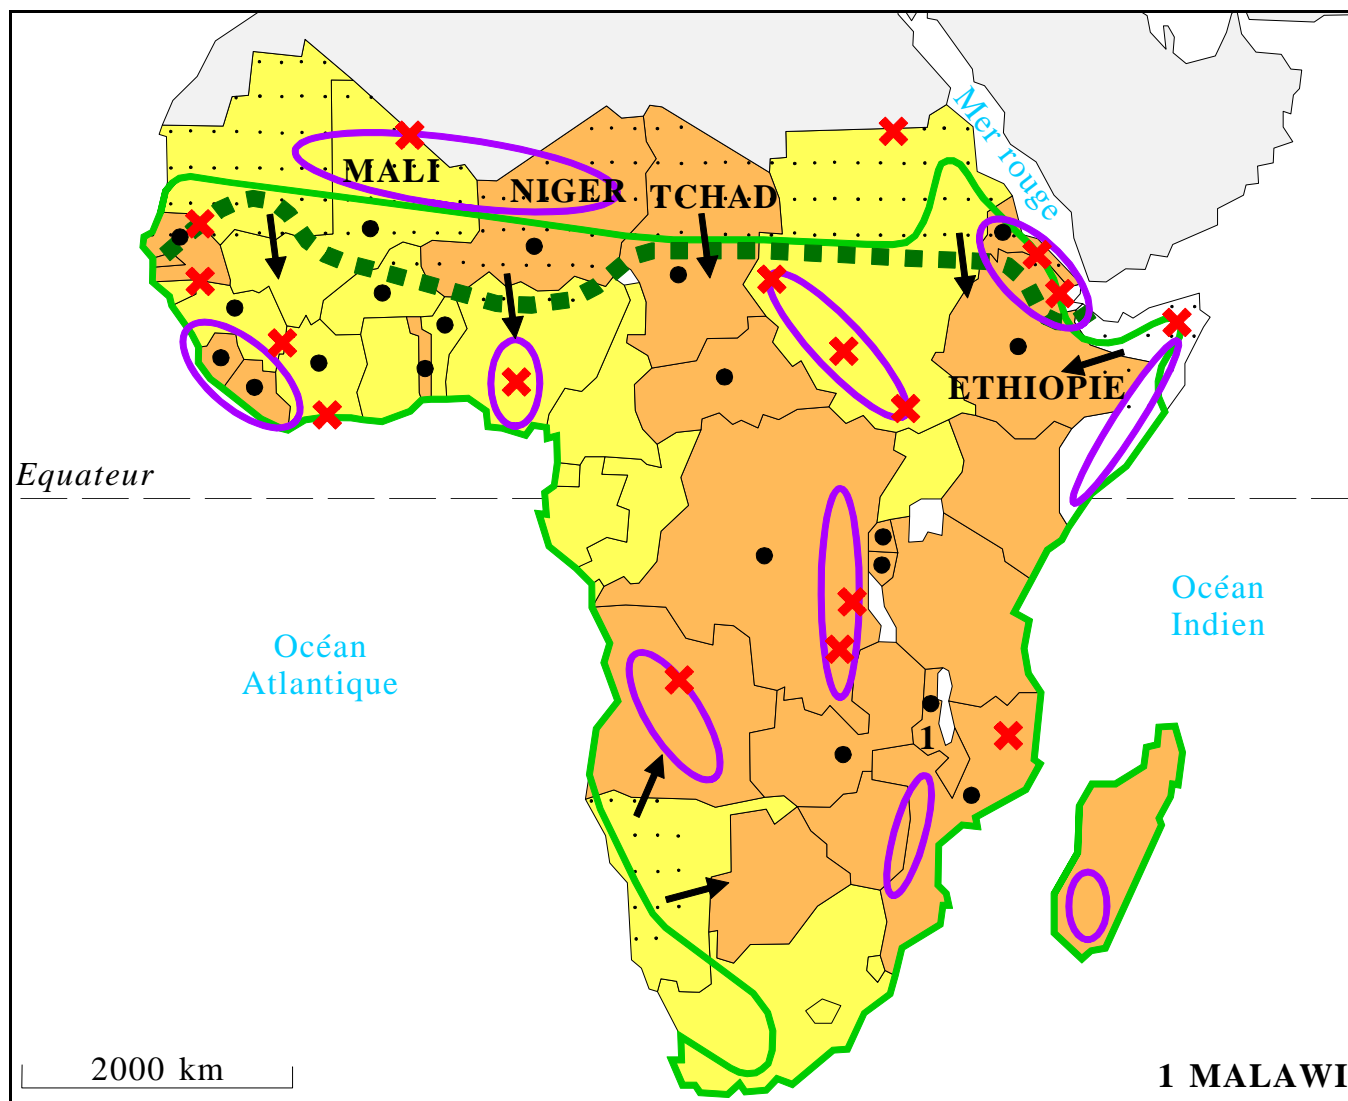 Mer rouge
MALI
NIGER
TCHAD
ETHIOPIE
Equateur
Océan
Indien
Océan
Atlantique
1
2000 km
1 MALAWI